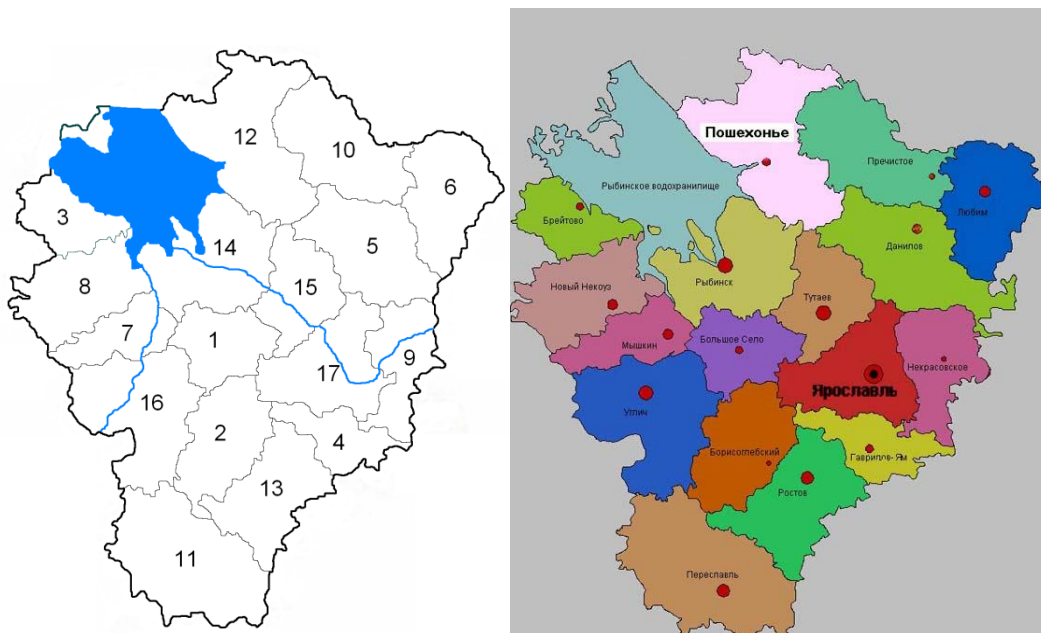 12
10
6
3
14
5
8
15
7
1
9
17
16
2
4
13
11
Пошехонье
Пречистое
Рыбинское водохранилище
Любим
Брейтово
Данилов
Рыбинск
Новый Некоуз
Тутаев
Мышкин
Большое Село
Некрасовское
Ярославль
Углич
Борисоглебский
Гаврилов- Ям
Ростов
Переславль